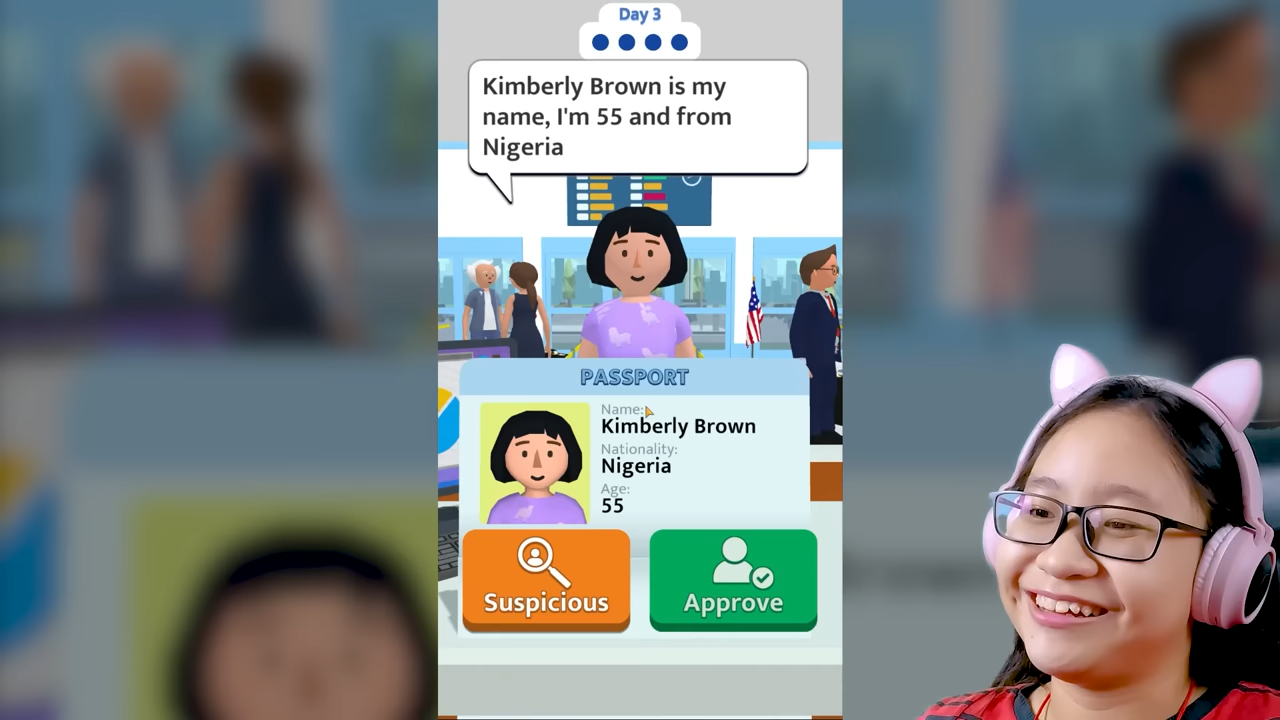 Day 3
Kimberly Brown is my
name, I'm 55 and from
Nigeria
PASSPORT
Name:
Kimberly Brown
Nationality:
Nigeria
Age:
55
Suspicious
Approve